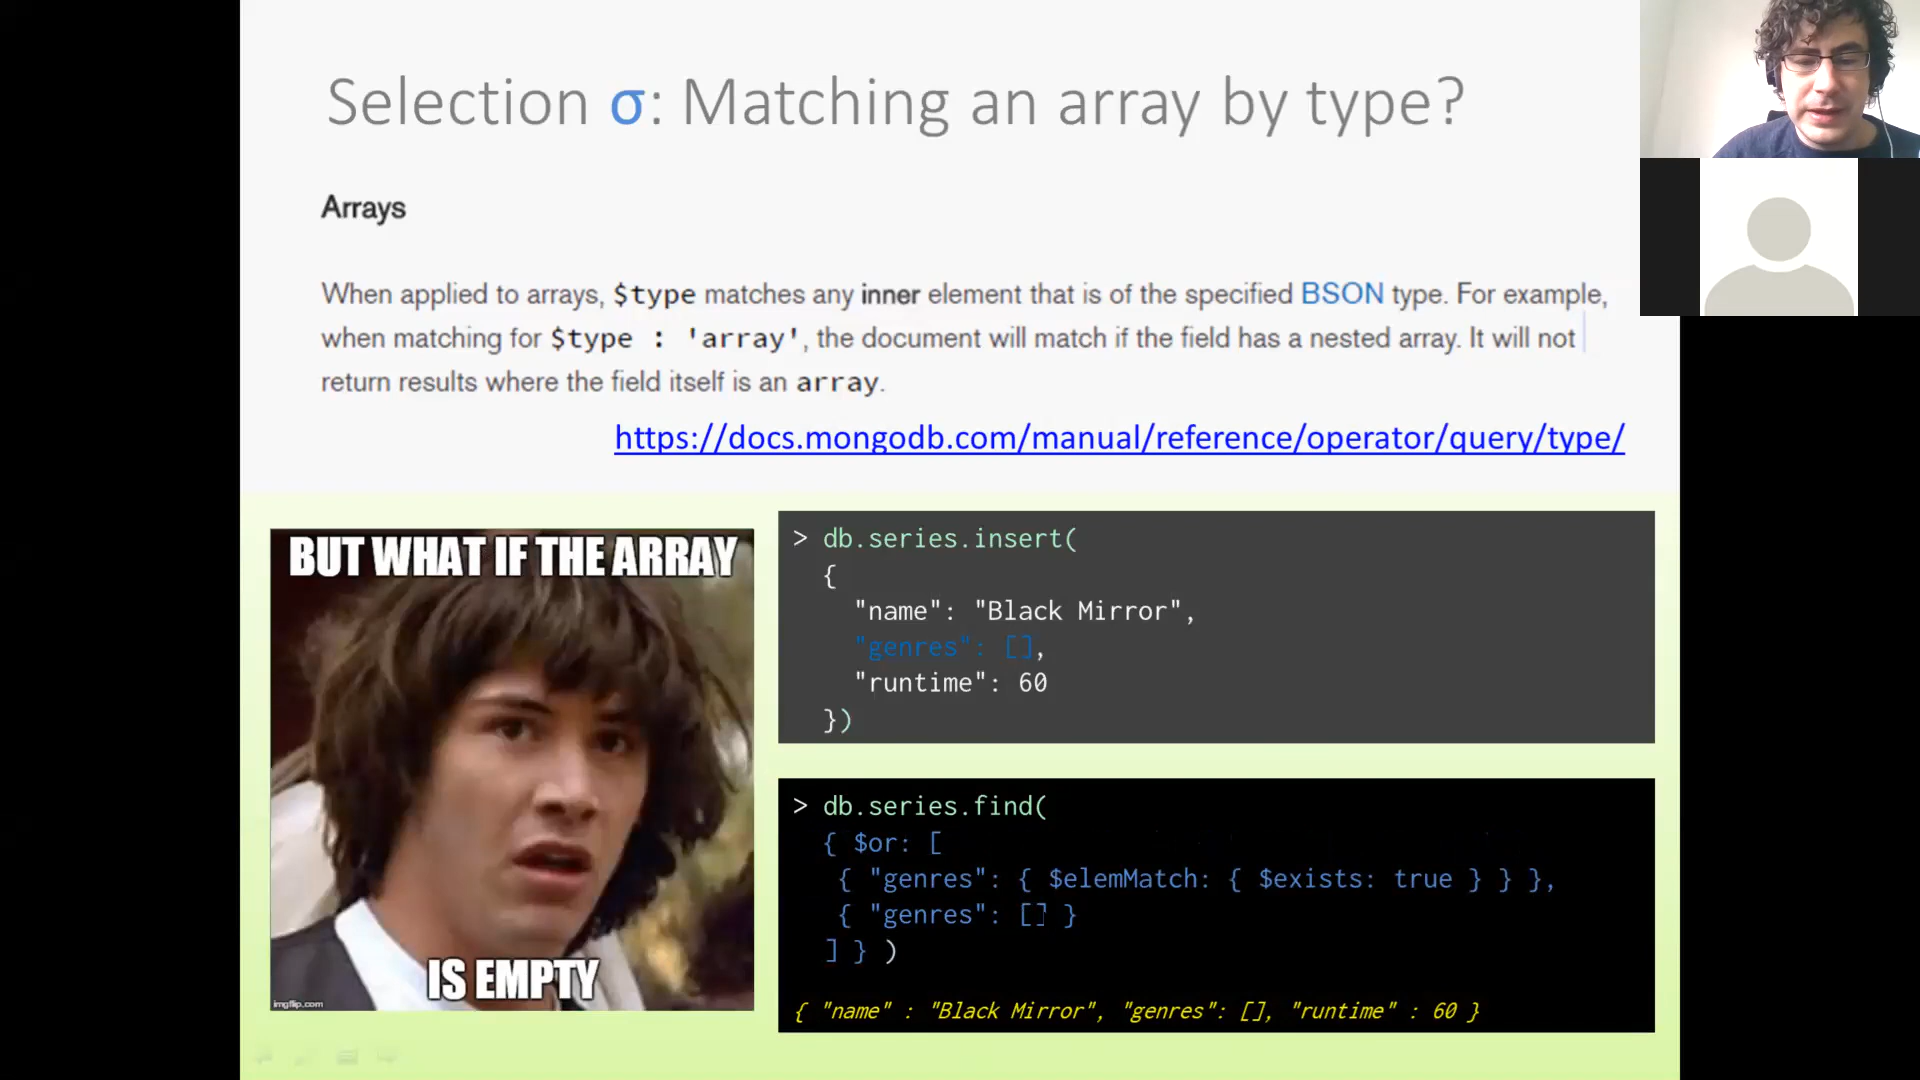 Selection σ: Matching an array by type?
Arrays
When applied to arrays, $type matches any inner element that is of the specified BSON type. For example,
when matching for $type : 'array', the document will match if the field has a nested array. It will not
return results where the field itself is an array.
https://docs.mongodb.com/manual/reference/operator/query/type/
BUT WHAT IF THE ARRAY
IS EMPTY
imgflip.com
> db.series.insert(
{
"name": "Black Mirror",
"genres": [],
"runtime": 60
})
> db.series.find(
{ $or: [
{ "genres": { $elemMatch: { $exists: true } } },
{ "genres": [] }
] } )
{ "name" : "Black Mirror", "genres": [], "runtime" : 60 }